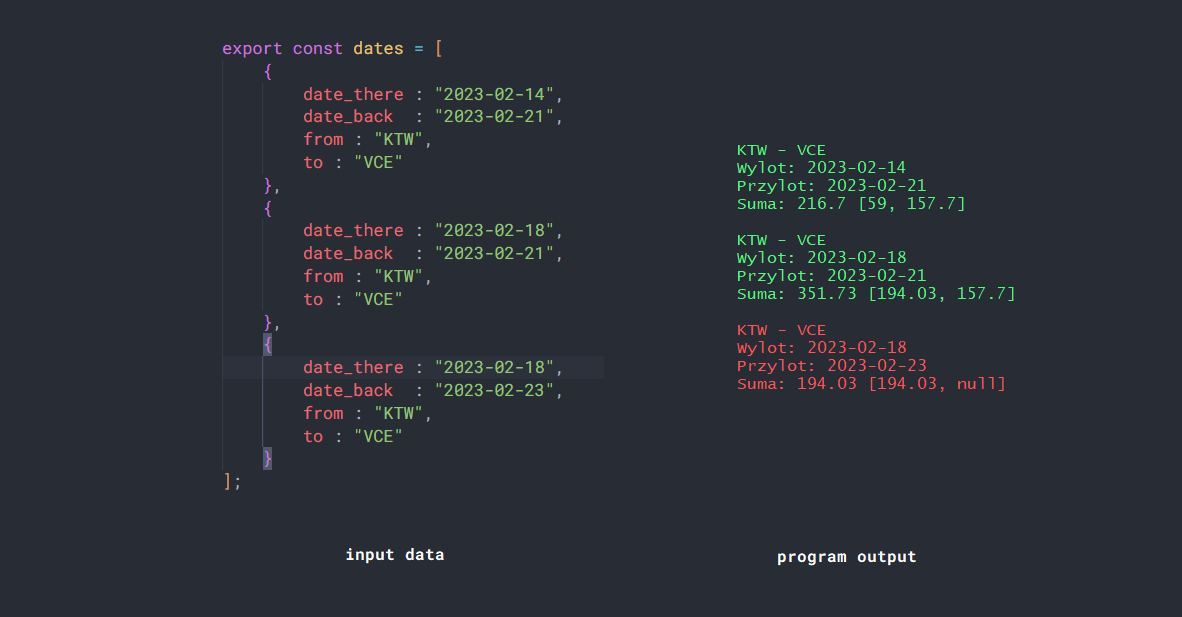 export const dates = [
{
date_there : "2023-02-14",
date_back : "2023-02-21",
from : "KTW",
to : "VCE"
},
{
date_there : "2023-02-18",
date_back : "2023-02-21",
from : "KTW",
to : "VCE"
},
{
date_there : "2023-02-18",
date_back : "2023-02-23",
from : "KTW",
to : "VCE"
}
];
input data
KTW - VCE
Wylot: 2023-02-14
Przylot: 2023-02-21
Suma: 216.7 [59, 157.7]
KTW - VCE
Wylot: 2023-02-18
Przylot: 2023-02-21
Suma: 351.73 [194.03, 157.7]
KTW - VCE
Wylot: 2023-02-18
Przylot: 2023-02-23
Suma: 194.03 [194.03, null]
program output